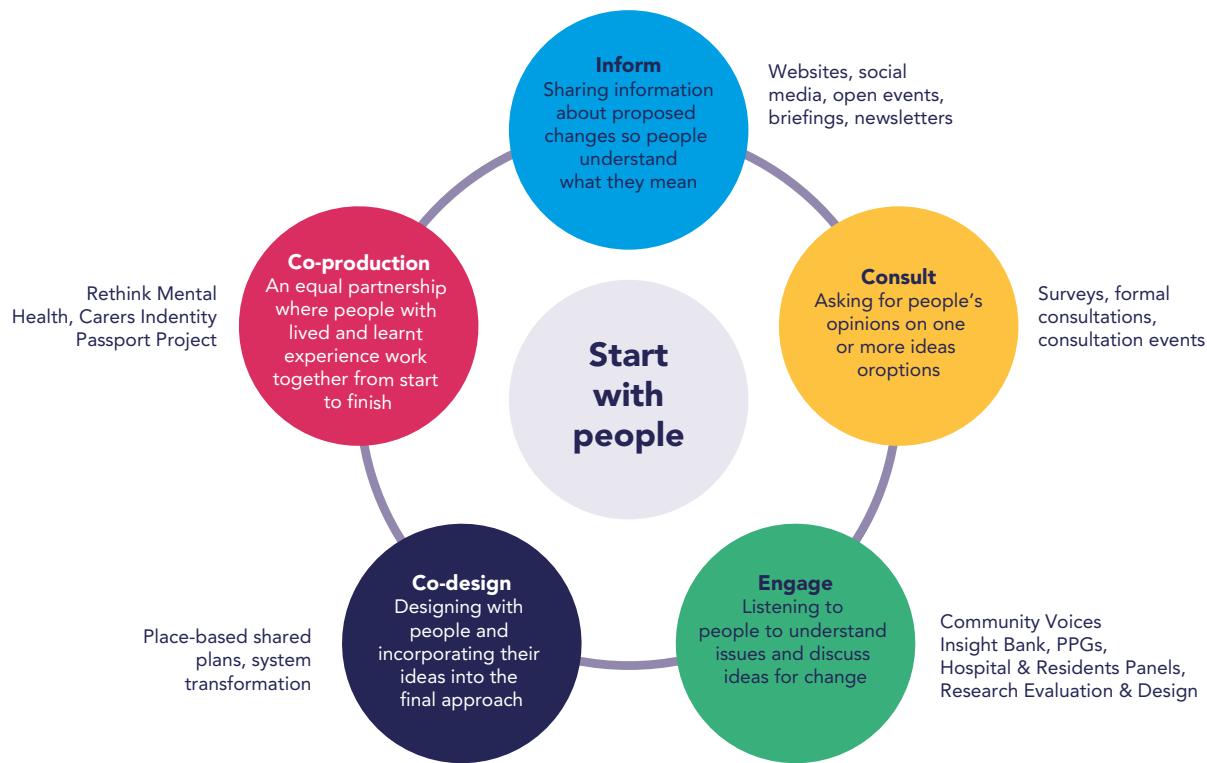 Inform
Sharing information
about proposed
changes so people
understand
what they mean
Websites, social
media, open events,
briefings, newsletters
Consult
Asking for people's
opinions on one
or more ideas
oroptions
Surveys, formal
consultations,
consultation events
Engage
Listening to
people to understand
issues and discuss
ideas for change
Community Voices
Insight Bank, PPGs,
Hospital & Residents Panels,
Research Evaluation & Design
Co-design
Designing with
people and
incorporating their
ideas into the
final approach
Place-based shared
plans, system
transformation
Co-production
An equal partnership
where people with
lived and learnt
experience work
together from start
to finish
Rethink Mental
Health, Carers Indentity
Passport Project
Start
with
people